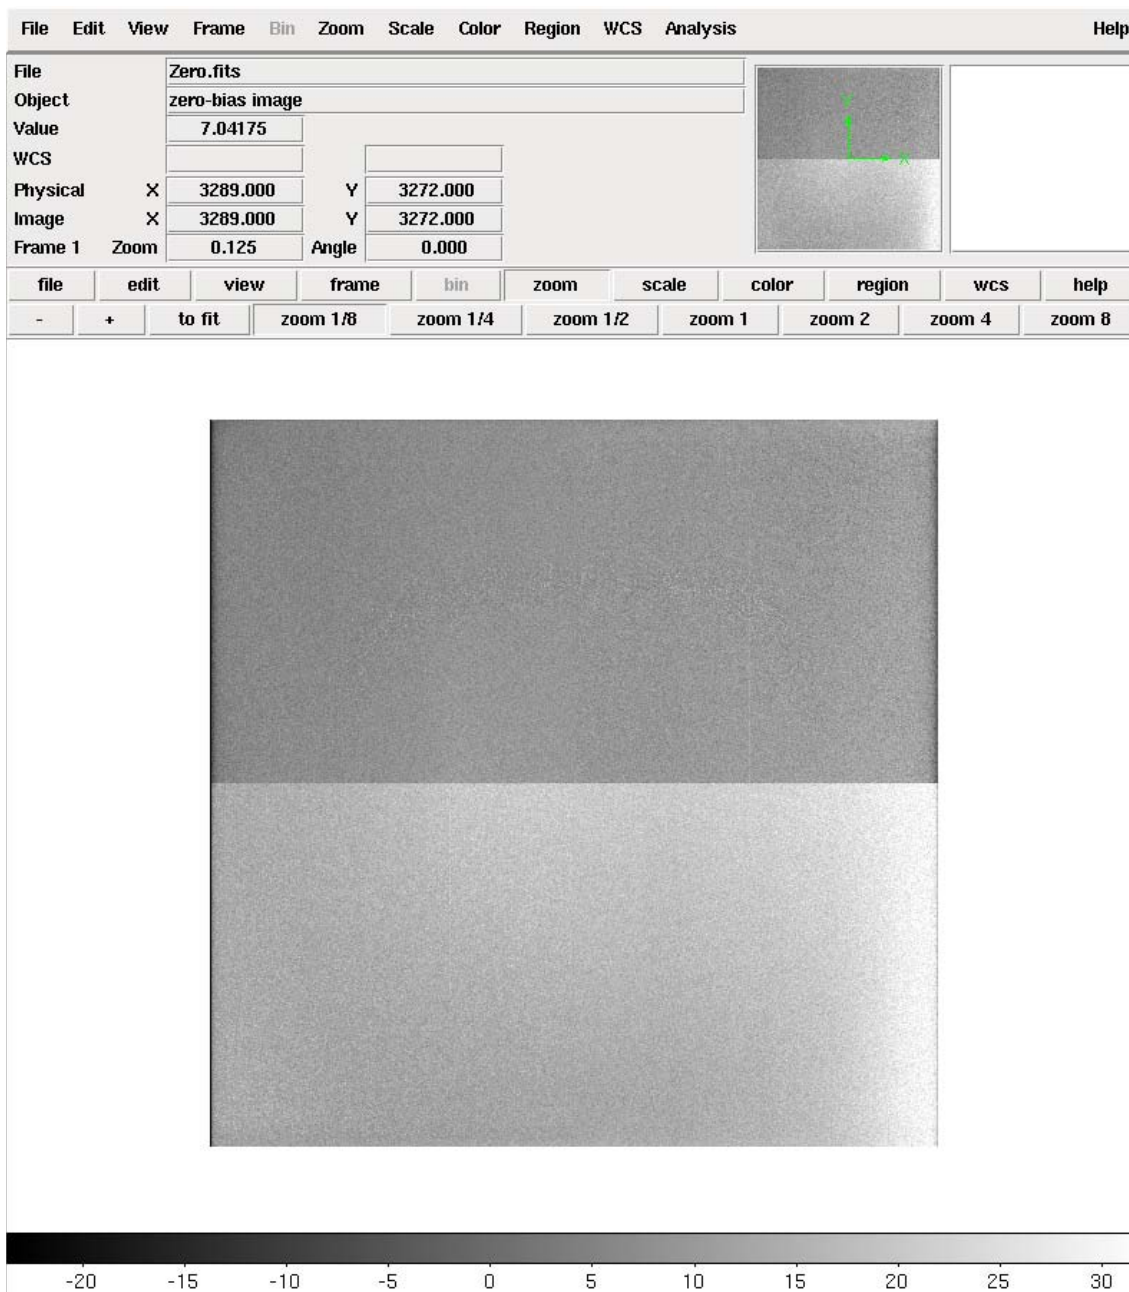 File Edit View Frame Bin Zoom Scale Color Region WCS Analysis Help
File Zero.fits
Object zero-bias image
Value 7.04175
WCS
Physical X 3289.000 Y 3272.000
Image X 3289.000 Y 3272.000
Frame 1 Zoom 0.125 Angle 0.000
Y
X
file edit view frame bin zoom scale color region wcs help
- + to fit zoom 1/8 zoom 1/4 zoom 1/2 zoom 1 zoom 2 zoom 4 zoom 8
-20 -15 -10 -5 0 5 10 15 20 25 30